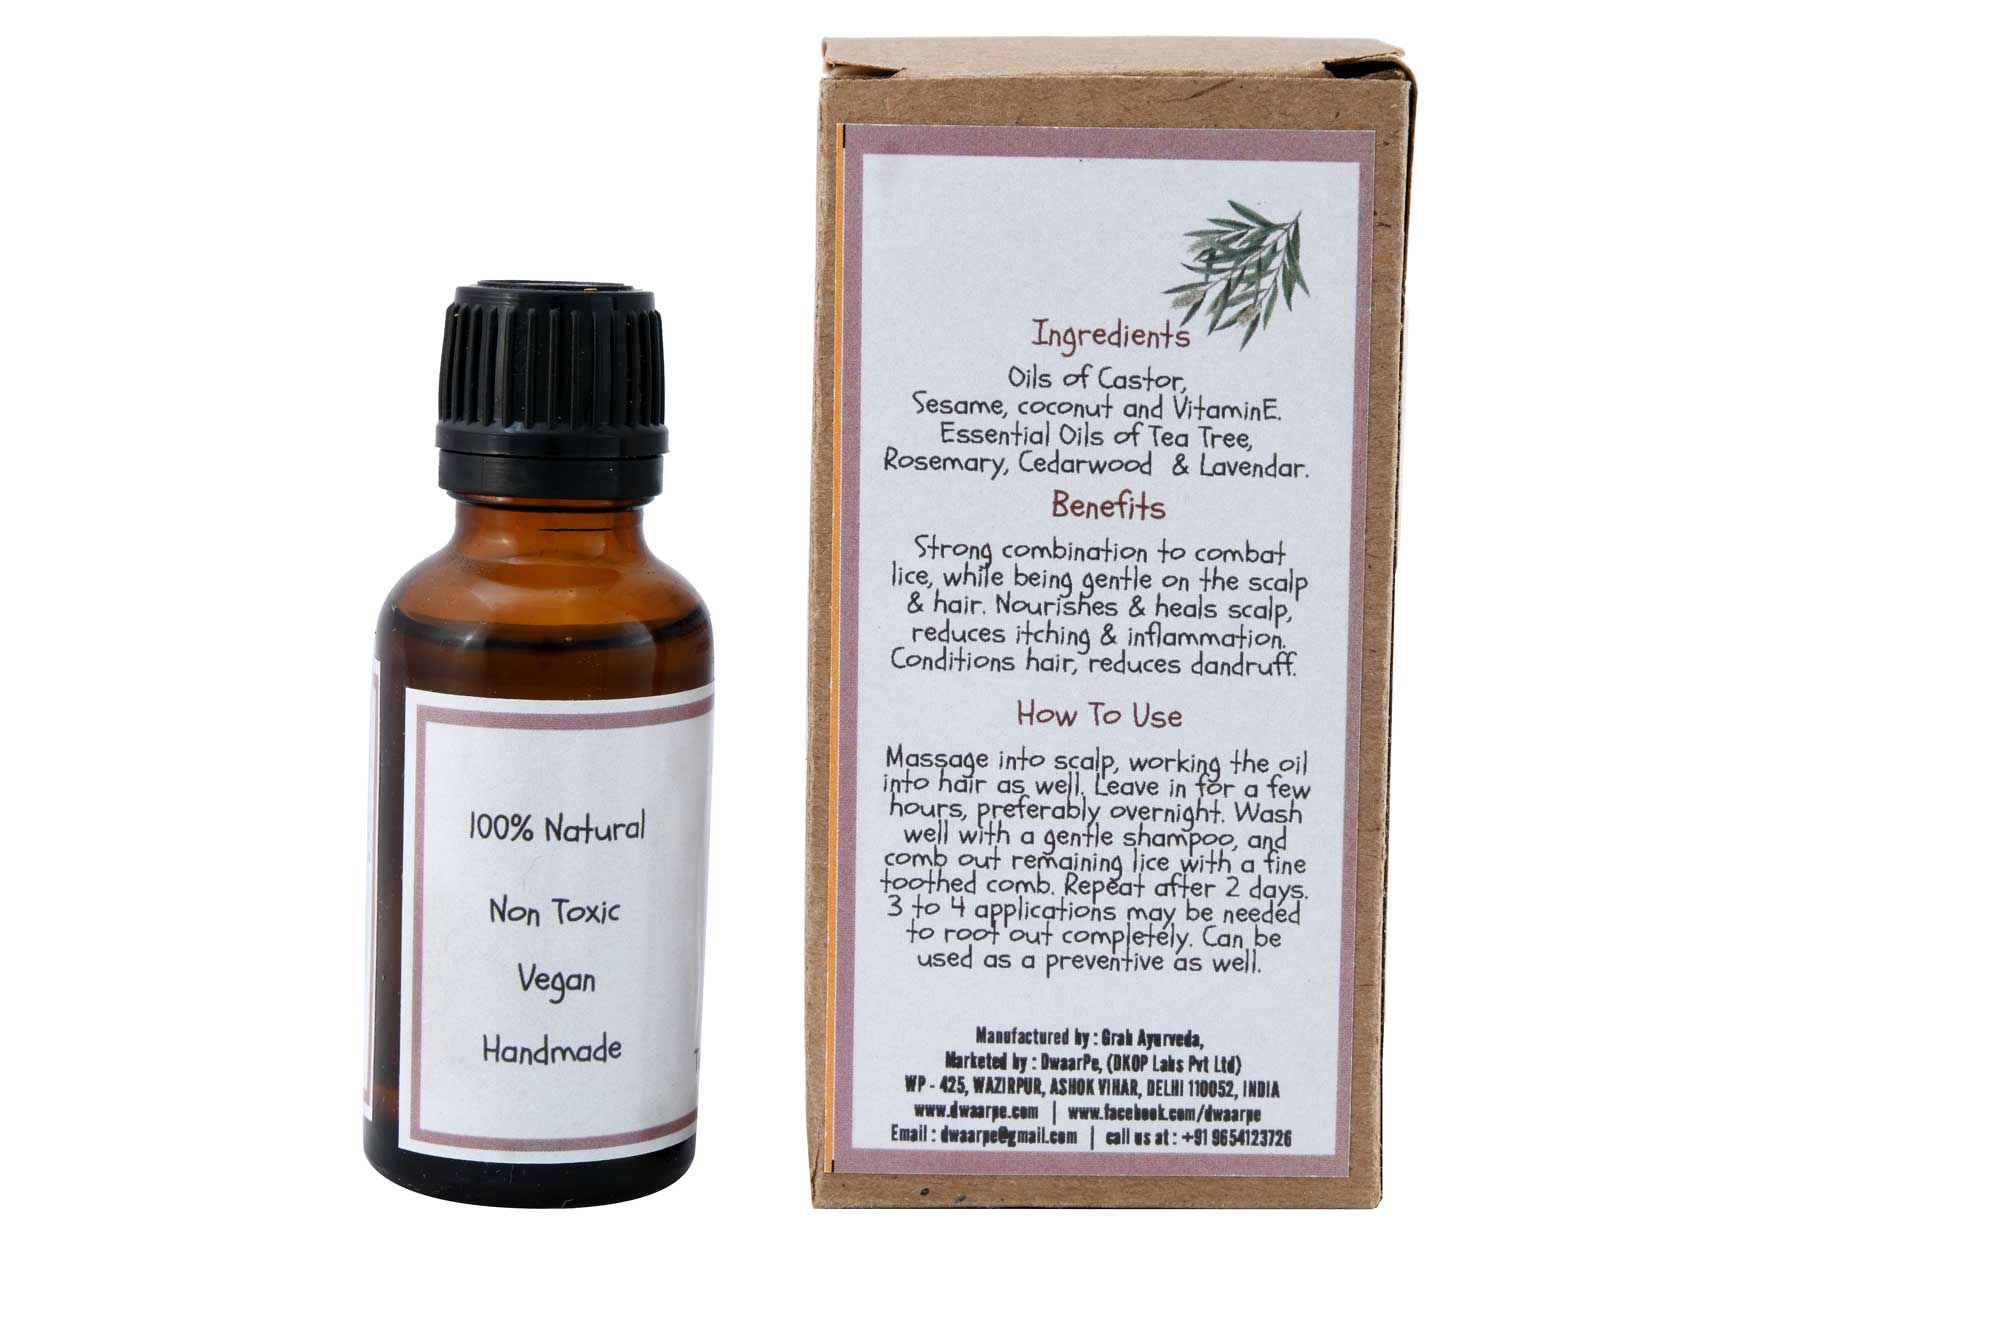 100% Natural
Non Toxic
Vegan
Handmade
Ingredients
Oils of Castor,
Sesame, coconut and VitaminE.
Essential Oils of Tea Tree,
Rosemary, Cedarwood & Lavendar.
Benefits
Strong combination to combat
lice, while being gentle on the scalp
& hair. Nourishes & heals scalp,
reduces itching & inflammation.
Conditions hair, reduces dandruff.
How To Use
Massage into scalp, working the oil
into hair as well. Leave in for a few
hours, preferably overnight. Wash
well with a gentle shampoo, and
comb out remaining lice with a fine
toothed comb. Repeat after 2 days.
3 to 4 applications may be needed
to root out completely. Can be
used as a preventive as well.
Manufactured by : Grah Ayurveda,
Marketed by : DwaarPe, (DKOP Labs Pvt Ltd)
WP - 425, WAZIRPUR, ASHOK VIHAR, DELHI 110052, INDIA
www.dwaarpe.com | www.facebook.com/dwaarpe
Email : dwaarpe@gmail.com | call us at : +91 9654123726